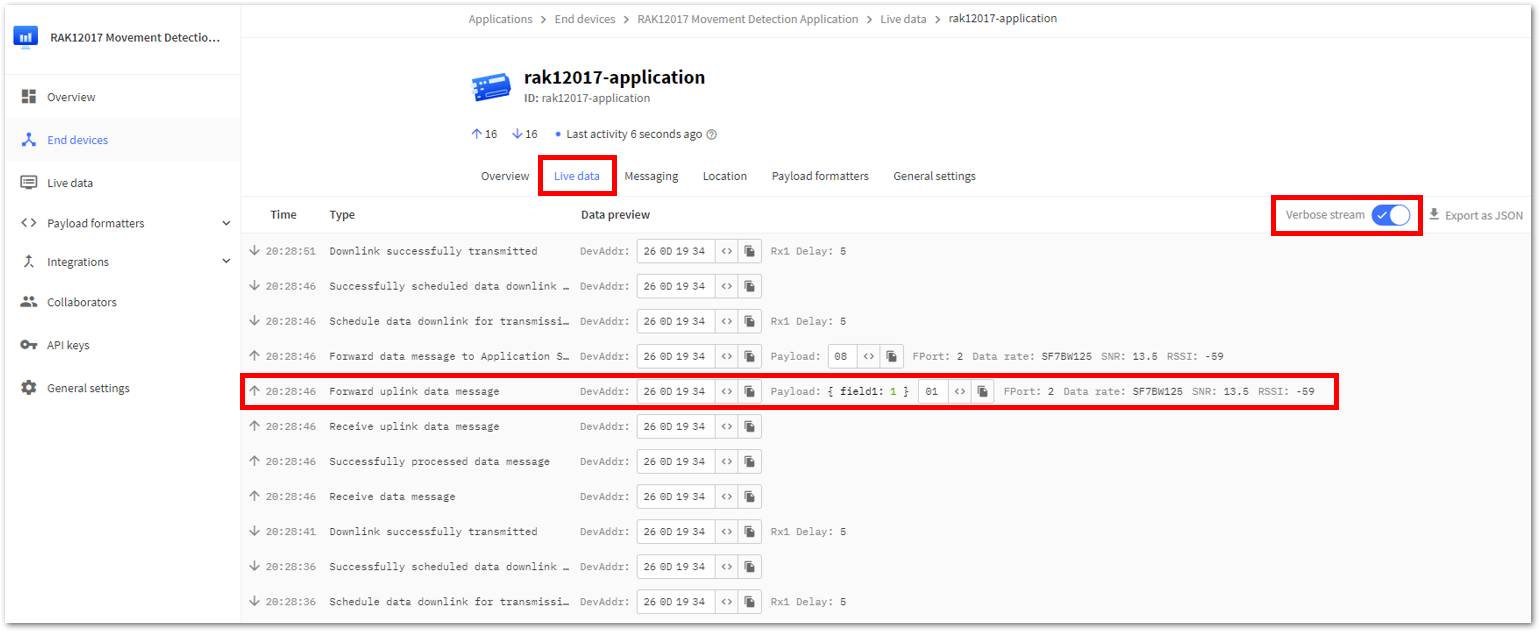 Applications > End devices > RAK12017 Movement Detection Application > Live data > rak12017-application
RAK12017 Movement Detectio...
Overview
End devices
Live data
Payload formatters
Integrations
Collaborators
API keys
General settings
rak12017-application
ID: rak12017-application
↑ 16 ↓ 16 • Last activity 6 seconds ago ?
Overview Live data Messaging Location Payload formatters General settings
Time Type Data preview Verbose stream Export as JSON
↓ 20:28:51 Downlink successfully transmitted DevAddr: 26 0D 19 34 <> Rx1 Delay: 5
↓ 20:28:46 Successfully scheduled data downlink … DevAddr: 26 0D 19 34 <>
↓ 20:28:46 Schedule data downlink for transmissi… DevAddr: 26 0D 19 34 <> Rx1 Delay: 5
↑ 20:28:46 Forward data message to Application S… DevAddr: 26 0D 19 34 <> Payload: 08 <> FPort: 2 Data rate: SF7BW125 SNR: 13.5 RSSI: -59
↑ 20:28:46 Forward uplink data message DevAddr: 26 0D 19 34 <> Payload: { field1: 1 } 01 <> FPort: 2 Data rate: SF7BW125 SNR: 13.5 RSSI: -59
↑ 20:28:46 Receive uplink data message DevAddr: 26 0D 19 34 <>
↑ 20:28:46 Successfully processed data message DevAddr: 26 0D 19 34 <>
↑ 20:28:46 Receive data message DevAddr: 26 0D 19 34 <>
↓ 20:28:41 Downlink successfully transmitted DevAddr: 26 0D 19 34 <> Rx1 Delay: 5
↓ 20:28:36 Successfully scheduled data downlink … DevAddr: 26 0D 19 34 <>
↓ 20:28:36 Schedule data downlink for transmissi… DevAddr: 26 0D 19 34 <> Rx1 Delay: 5